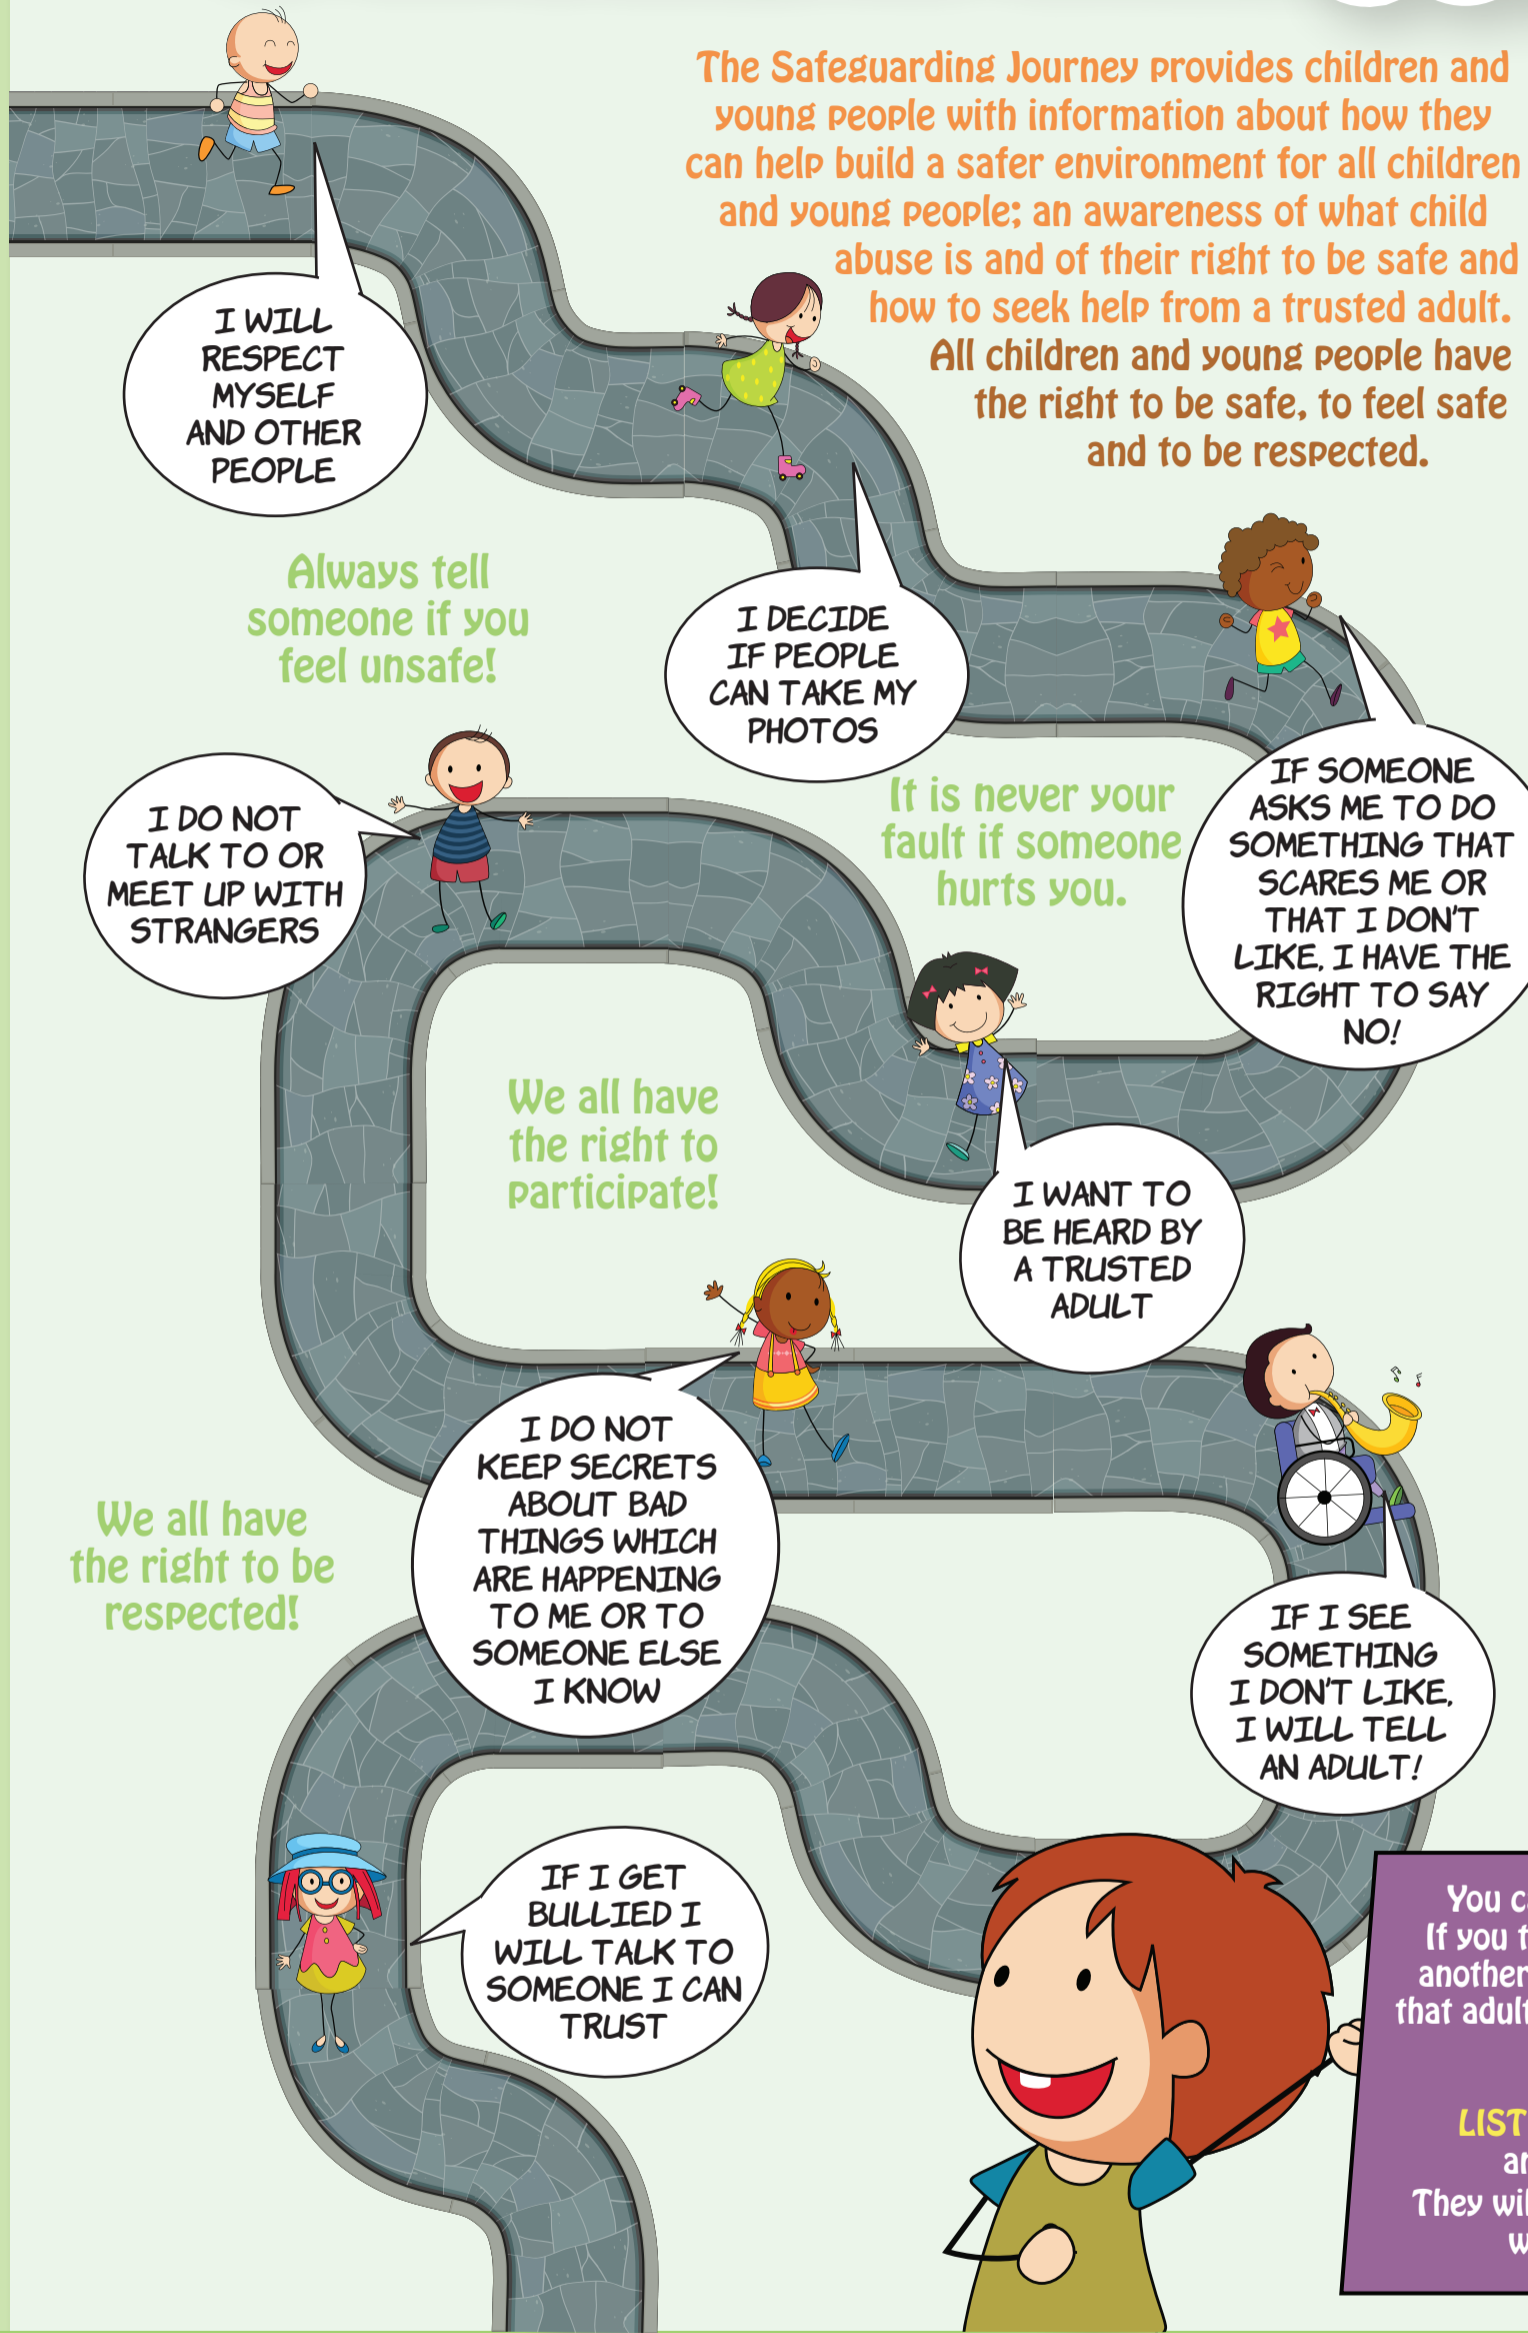 The Safeguarding Journey provides children and
young people with information about how they
can help build a safer environment for all children
and young people; an awareness of what child
abuse is and of their right to be safe and
how to seek help from a trusted adult.
All children and young people have
the right to be safe, to feel safe
and to be respected.
I WILL
RESPECT
MYSELF
AND OTHER
PEOPLE
Always tell
someone if you
feel unsafe!
I DECIDE
IF PEOPLE
CAN TAKE MY
PHOTOS
IF SOMEONE
ASKS ME TO DO
SOMETHING THAT
SCARES ME OR
THAT I DON'T
LIKE, I HAVE THE
RIGHT TO SAY
NO!
It is never your
fault if someone
hurts you.
I DO NOT
TALK TO OR
MEET UP WITH
STRANGERS
I WANT TO
BE HEARD BY
A TRUSTED
ADULT
We all have
the right to
participate!
I DO NOT
KEEP SECRETS
ABOUT BAD
THINGS WHICH
ARE HAPPENING
TO ME OR TO
SOMEONE ELSE
I KNOW
We all have
the right to be
respected!
IF I SEE
SOMETHING
I DON'T LIKE,
I WILL TELL
AN ADULT!
IF I GET
BULLIED I
WILL TALK TO
SOMEONE I CAN
TRUST
You
If you
another
that adult
They